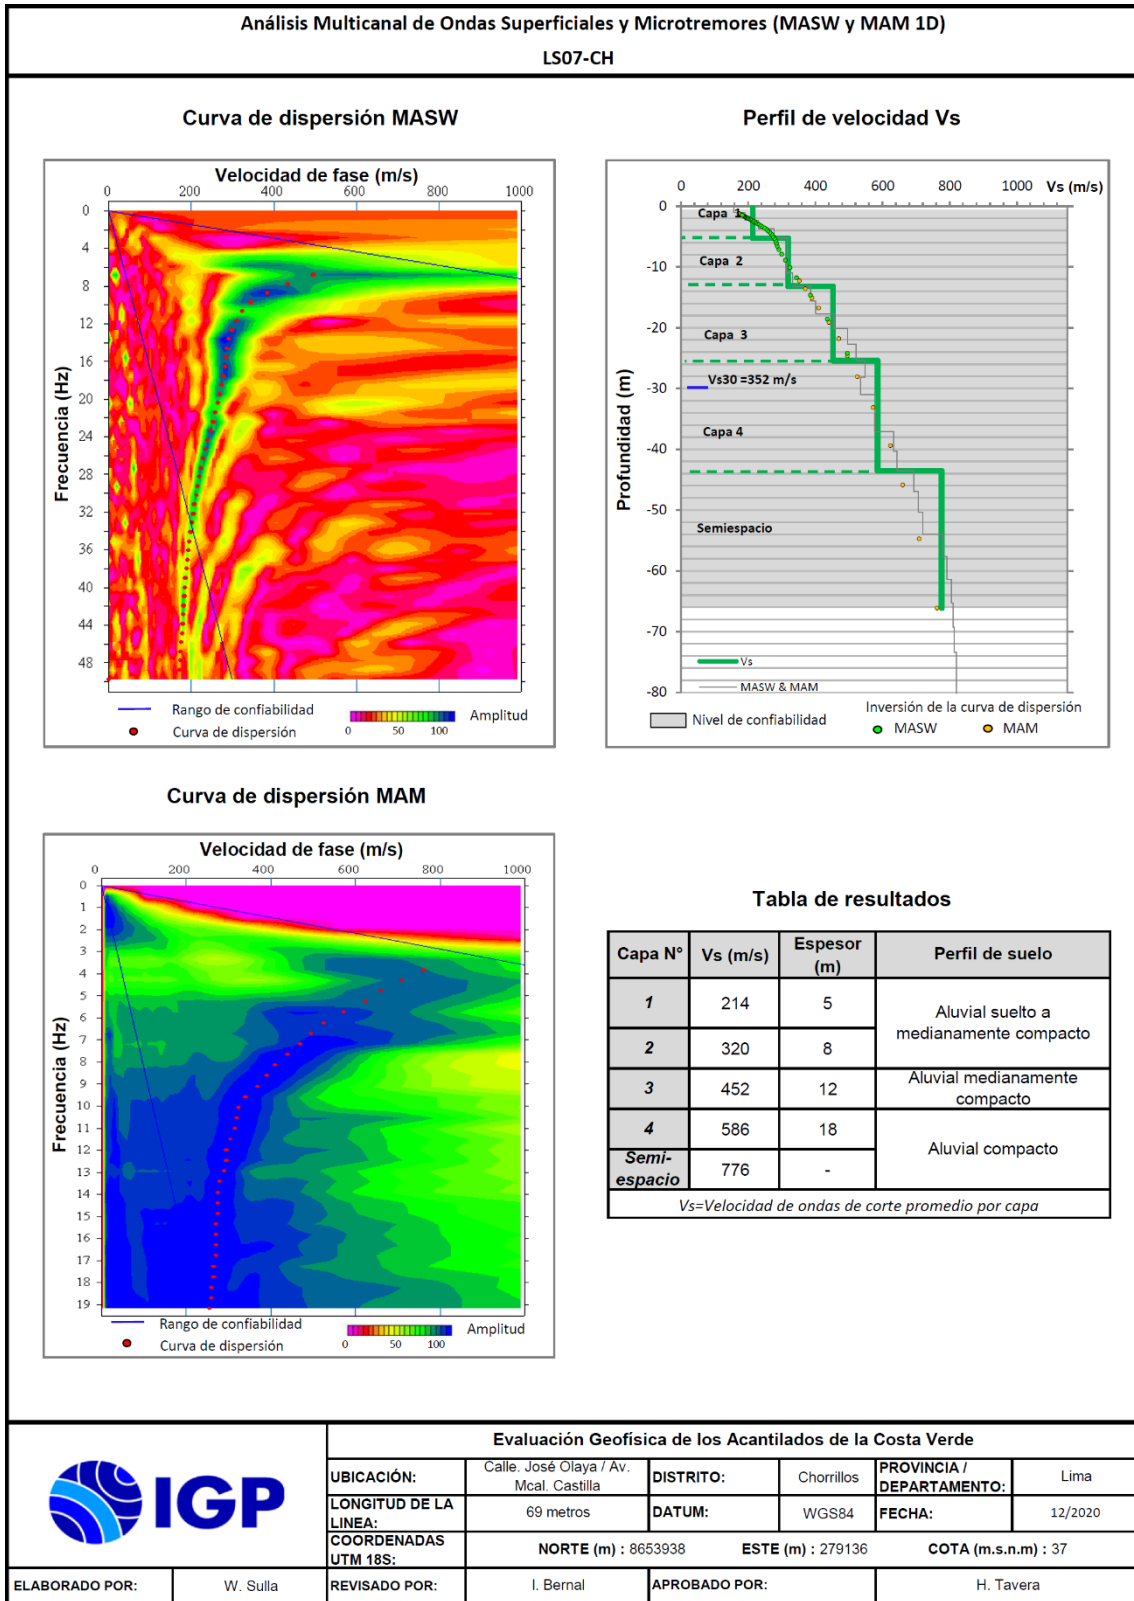 Análisis Multicanal de Ondas Superficiales y Microtremores (MASW y MAM 1D)
LS07-CH
Curva de dispersión MASW
Velocidad de fase (m/s)
0 200 400 600 800 1000
Frecuencia (Hz)
0
4
8
12
16
20
24
28
32
36
40
44
48
Rango de confiabilidad
Curva de dispersión
0 50 100
Amplitud
Perfil de velocidad Vs
0 200 400 600 800 1000 Vs (m/s)
Profundidad (m)
0
-10
-20
-30
-40
-50
-60
-70
-80
Capa 1
Capa 2
Capa 3
Vs30 =352 m/s
Capa 4
Semiespacio
Vs
MASW & MAM
Nivel de confiabilidad
Inversión de la curva de dispersión
MASW MAM
Curva de dispersión MAM
Velocidad de fase (m/s)
0 200 400 600 800 1000
Frecuencia (Hz)
0
1
2
3
4
5
6
7
8
9
10
11
12
13
14
15
16
17
18
19
Rango de confiabilidad
Curva de dispersión
0 50 100
Amplitud
Tabla de resultados
Capa N° Vs (m/s) Espesor (m) Perfil de suelo
1 214 5 Aluvial suelto a medianamente compacto
2 320 8
3 452 12 Aluvial medianamente compacto
4 586 18 Aluvial compacto
Semi-espacio 776 -
Vs=Velocidad de ondas de corte promedio por capa
IGP
Evaluación Geofísica de los Acantilados de la Costa Verde
UBICACIÓN: Calle. José Olaya / Av. Mcal. Castilla DISTRITO: Chorrillos PROVINCIA / DEPARTAMENTO: Lima
LONGITUD DE LA LINEA: 69 metros DATUM: WGS84 FECHA: 12/2020
COORDENADAS UTM 18S: NORTE (m) : 8653938 ESTE (m) : 279136 COTA (m.s.n.m) : 37
ELABORADO POR: W. Sulla REVISADO POR: I. Bernal APROBADO POR: H. Tavera